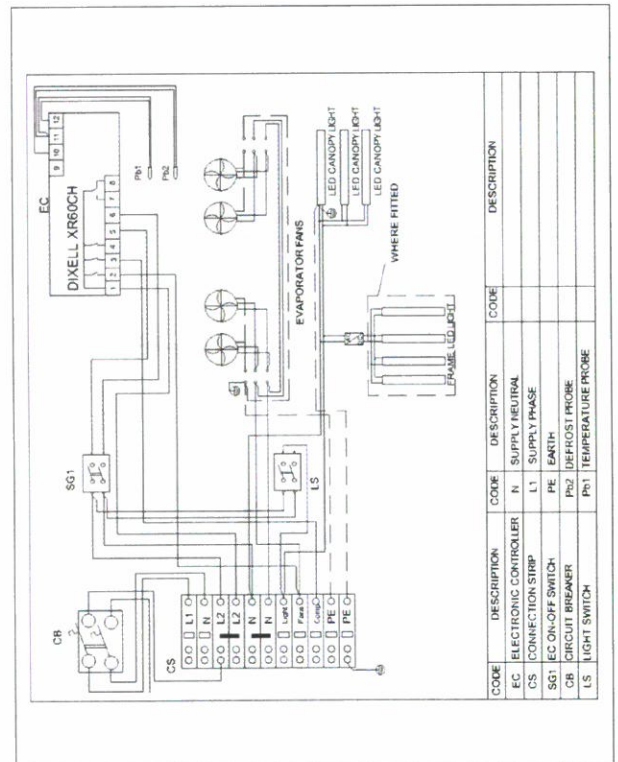 EC
DIXELL XR60CH
9 10 11 12
1 2 3 4 5 6 7 8
Pb1
Pb2
SG1
CB
CS
L1
N
L2
L2
N
N
Light
Fans
Comp
PE
PE
LS
EVAPORATOR FANS
LED CANOPY LIGHT
LED CANOPY LIGHT
LED CANOPY LIGHT
WHERE FITTED
FRAME LED LIGHT
CODE DESCRIPTION CODE DESCRIPTION CODE DESCRIPTION
EC ELECTRONIC CONTROLLER N SUPPLY NEUTRAL
CS CONNECTION STRIP L1 SUPPLY PHASE
SG1 EC ON-OFF SWITCH PE EARTH
CB CIRCUIT BREAKER Pb2 DEFROST PROBE
LS LIGHT SWITCH Pb1 TEMPERATURE PROBE